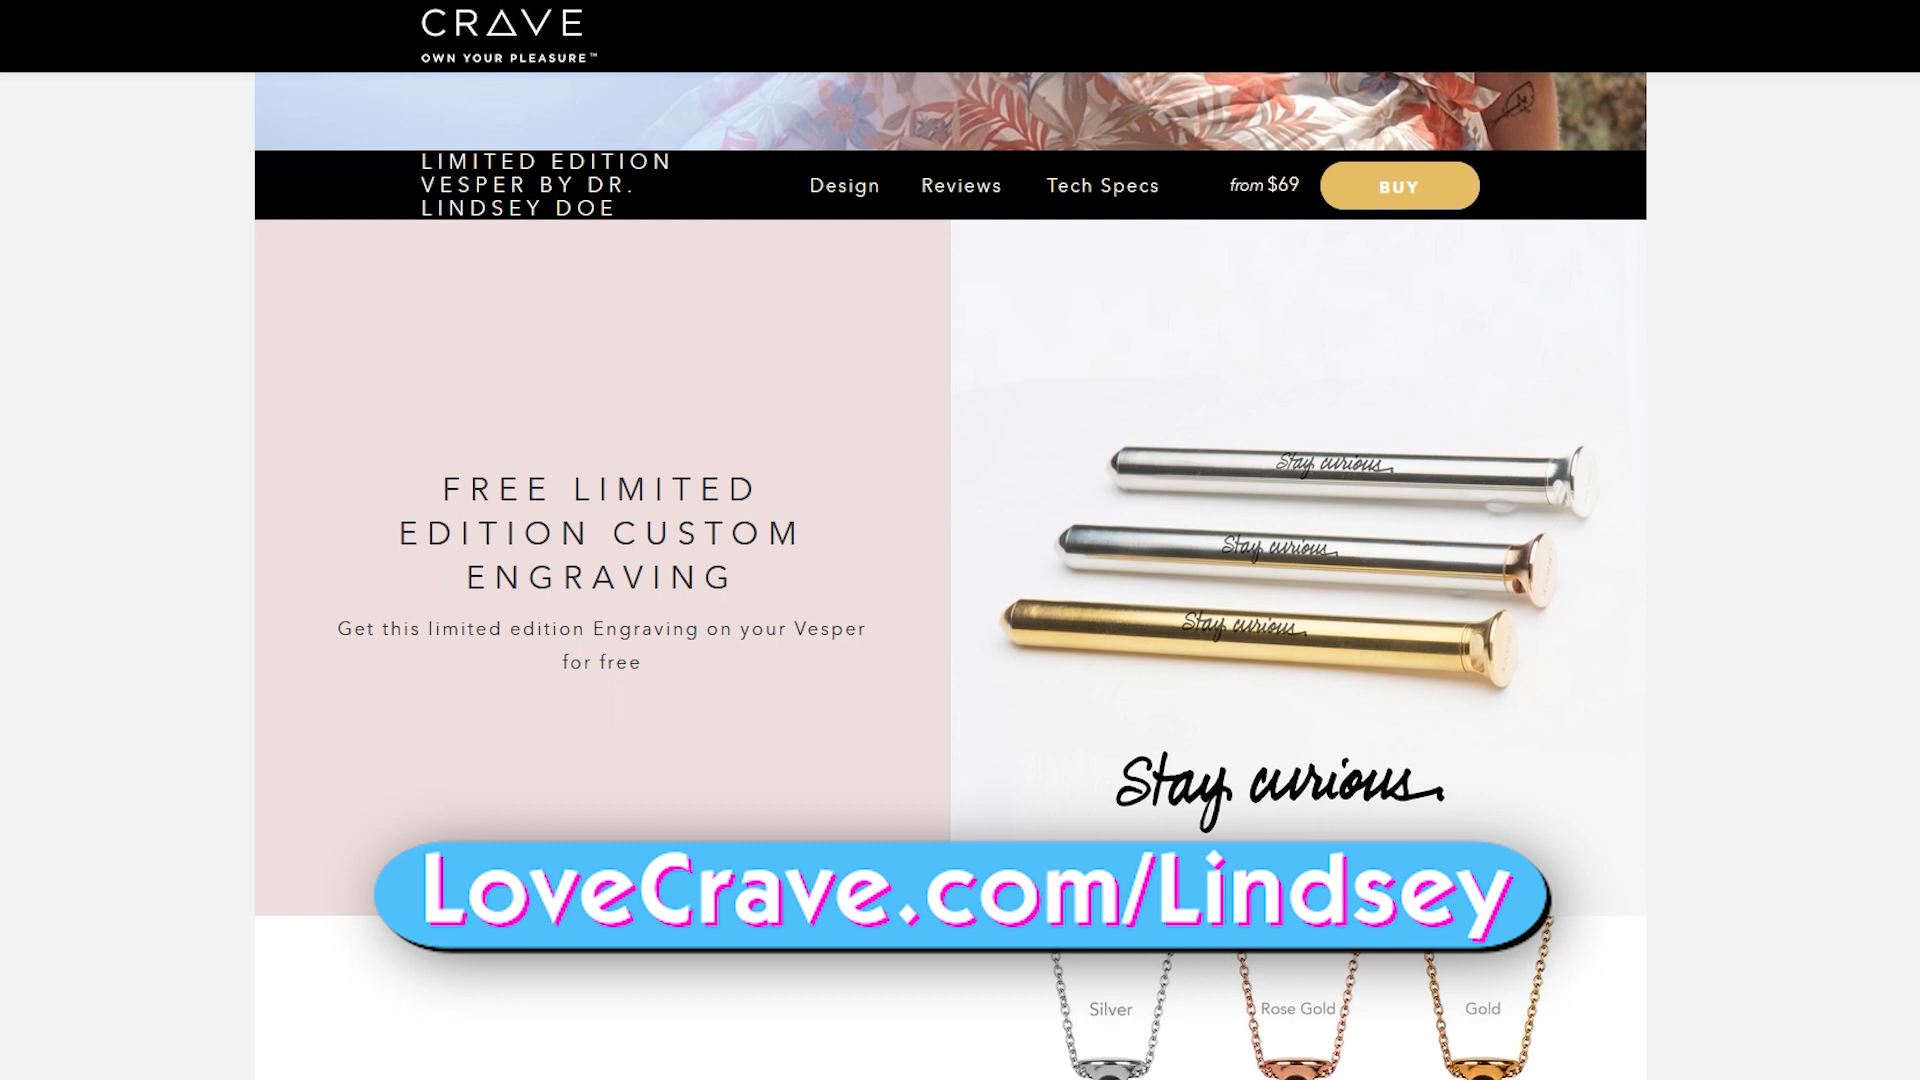 CRAVE
OWN YOUR PLEASURE™
LIMITED EDITION
VESPER BY DR.
LINDSEY DOE
Design
Reviews
Tech Specs
from $69
BUY
FREE LIMITED
EDITION CUSTOM
ENGRAVING
Get this limited edition Engraving on your Vesper
for free
Stay curious.
Stay curious.
Stay curious.
Stay curious.
LoveCrave.com/Lindsey
Silver
Rose Gold
Gold